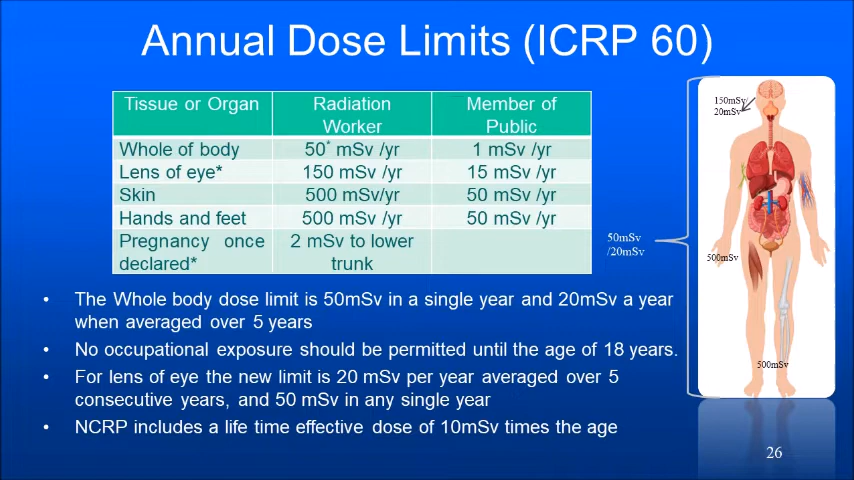 Annual Dose Limits (ICRP 60)
Tissue or Organ Radiation Worker Member of Public
Whole of body 50* mSv /yr 1 mSv /yr
Lens of eye* 150 mSv /yr 15 mSv /yr
Skin 500 mSv/yr 50 mSv /yr
Hands and feet 500 mSv /yr 50 mSv /yr
Pregnancy once declared* 2 mSv to lower trunk
• The Whole body dose limit is 50mSv in a single year and 20mSv a year
when averaged over 5 years
• No occupational exposure should be permitted until the age of 18 years.
• For lens of eye the new limit is 20 mSv per year averaged over 5
consecutive years, and 50 mSv in any single year
• NCRP includes a life time effective dose of 10mSv times the age
150mSv/
20mSv
50mSv
/20mSv
500mSv
500mSv
26